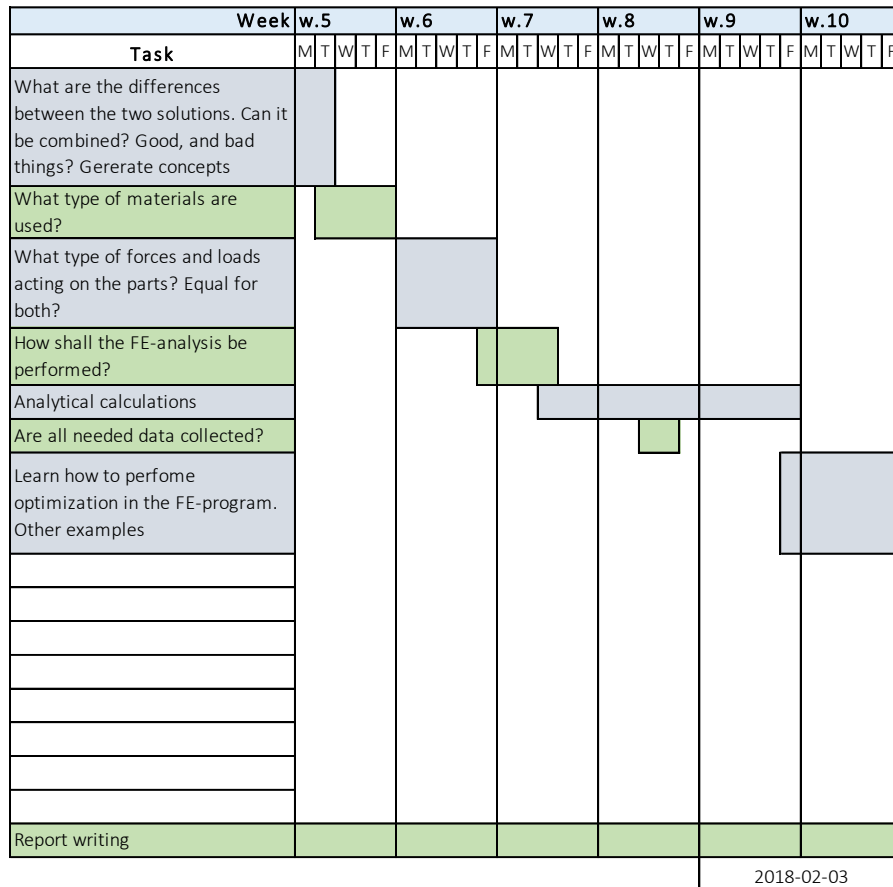 Week w.5 w.6 w.7 w.8 w.9 w.10
Task M T W T F M T W T F M T W T F M T W T F M T W T F M T W T F
What are the differences
between the two solutions. Can it
be combined? Good, and bad
things? Gererate concepts
What type of materials are
used?
What type of forces and loads
acting on the parts? Equal for
both?
How shall the FE-analysis be
performed?
Analytical calculations
Are all needed data collected?
Learn how to perfome
optimization in the FE-program.
Other examples
Report writing
2018-02-03